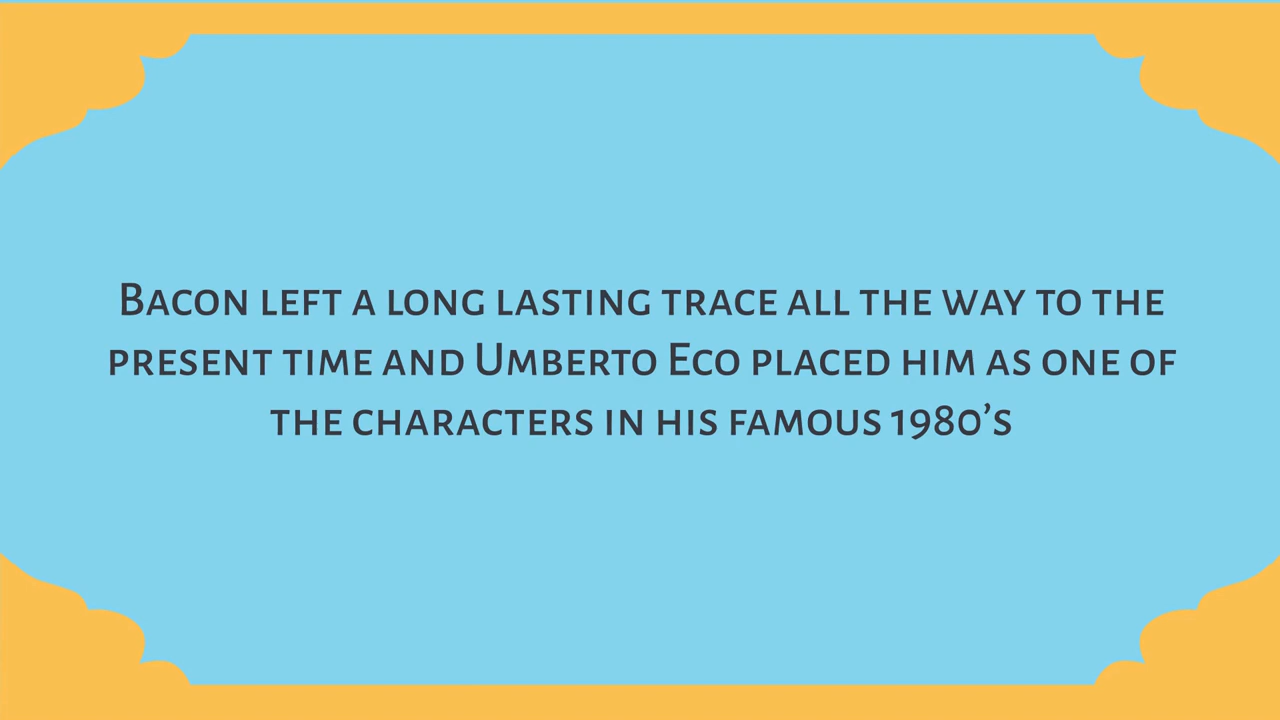 Bacon left a long lasting trace all the way to the
present time and Umberto Eco placed him as one of
the characters in his famous 1980’s